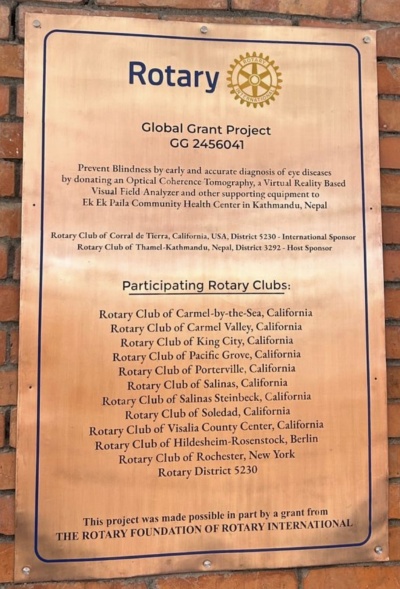 Rotary
Global Grant Project
GG 2456041
Prevent Blindness by early and accurate diagnosis of eye diseases
by donating an Optical Coherence Tomography, a Virtual Reality Based
Visual Field Analyzer and other supporting equipment to
Ek Ek Paila Community Health Center in Kathmandu, Nepal
Rotary Club of Corral de Tierra, California, USA, District 5230 - International Sponsor
Rotary Club of Thamel-Kathmandu, Nepal, District 3292 - Host Sponsor
Participating Rotary Clubs:
Rotary Club of Carmel-by-the-Sea, California
Rotary Club of Carmel Valley, California
Rotary Club of King City, California
Rotary Club of Pacific Grove, California
Rotary Club of Porterville, California
Rotary Club of Salinas, California
Rotary Club of Salinas Steinbeck, California
Rotary Club of Soledad, California
Rotary Club of Visalia County Center, California
Rotary Club of Hildesheim-Rosenstock, Berlin
Rotary Club of Rochester, New York
Rotary District 5230
This project was made possible in part by a grant from
THE ROTARY FOUNDATION OF ROTARY INTERNATIONAL